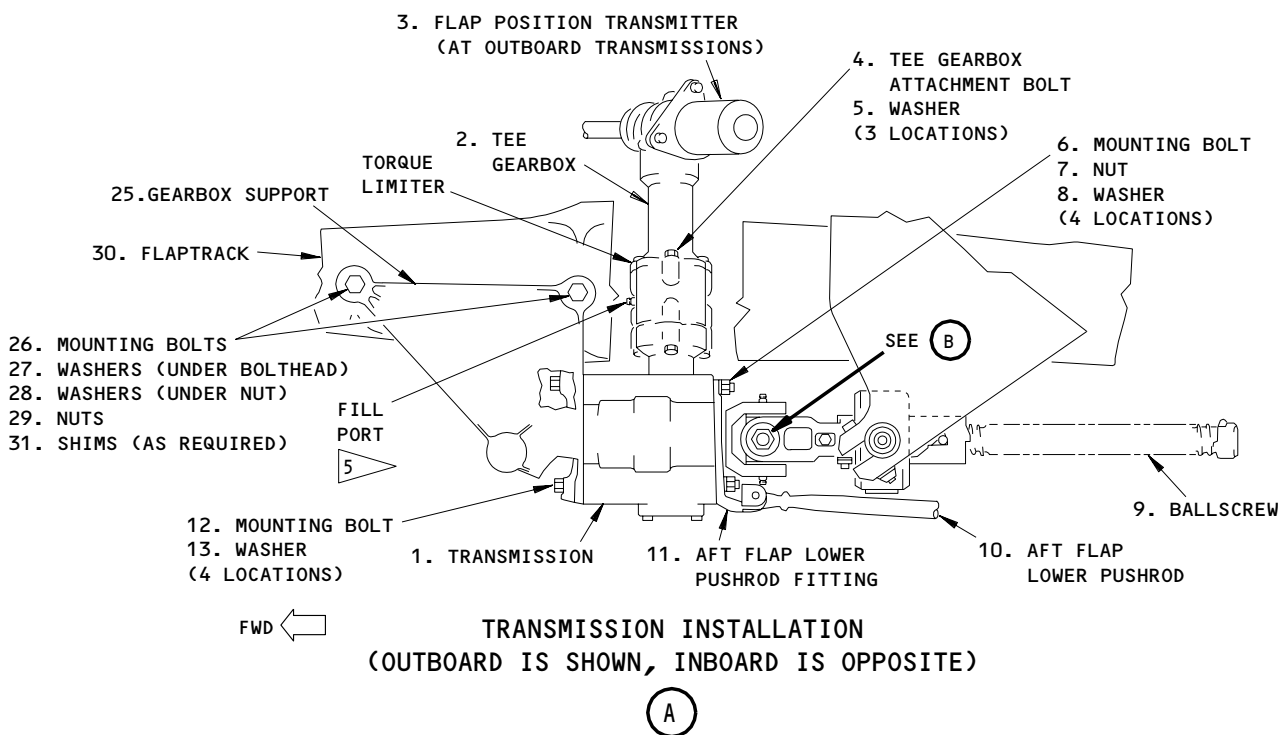 3. FLAP POSITION TRANSMITTER
(AT OUTBOARD TRANSMISSIONS)
4. TEE GEARBOX
ATTACHMENT BOLT
5. WASHER
(3 LOCATIONS)
2. TEE
GEARBOX
6. MOUNTING BOLT
7. NUT
8. WASHER
(4 LOCATIONS)
TORQUE
LIMITER
25.GEARBOX SUPPORT
30. FLAPTRACK
26. MOUNTING BOLTS
27. WASHERS (UNDER BOLTHEAD)
28. WASHERS (UNDER NUT)
29. NUTS
31. SHIMS (AS REQUIRED)
SEE B
FILL
PORT
5
12. MOUNTING BOLT
13. WASHER
(4 LOCATIONS)
1. TRANSMISSION
11. AFT FLAP LOWER
PUSHROD FITTING
9. BALLSCREW
10. AFT FLAP
LOWER PUSHROD
FWD
TRANSMISSION INSTALLATION
(OUTBOARD IS SHOWN, INBOARD IS OPPOSITE)
A